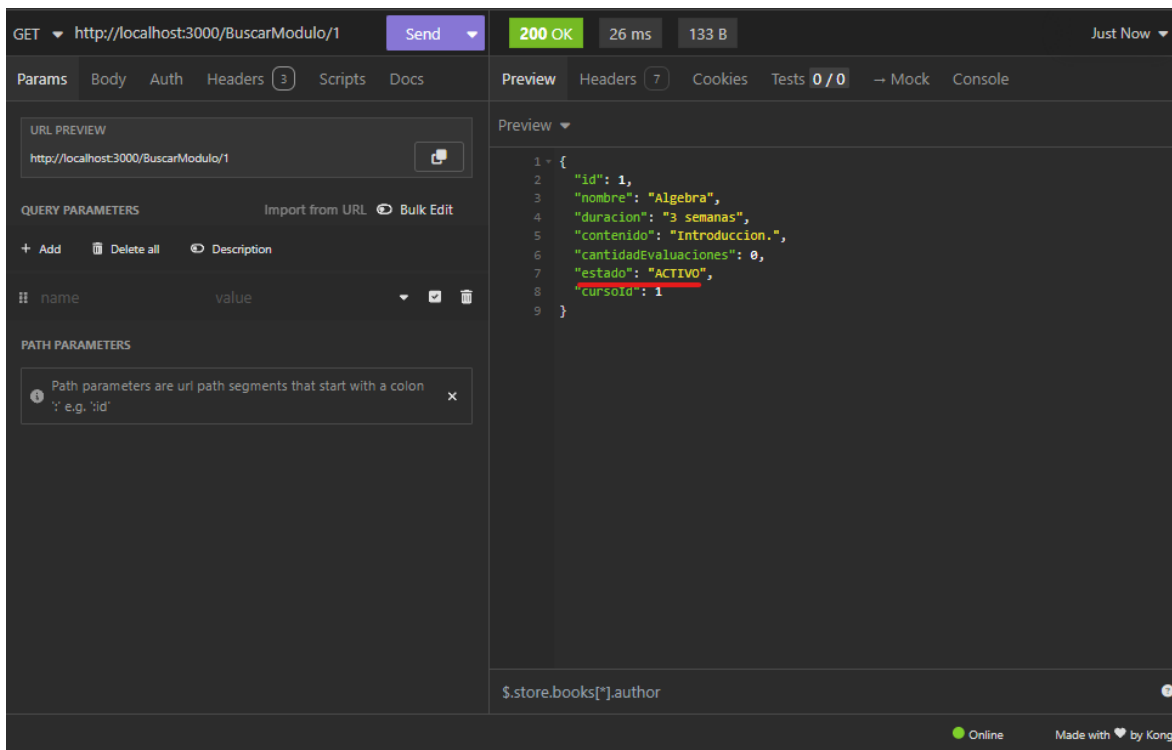 GET http://localhost:3000/BuscarModulo/1 Send
Params Body Auth Headers 3 Scripts Docs
URL PREVIEW
http://localhost:3000/BuscarModulo/1
QUERY PARAMETERS Import from URL Bulk Edit
+ Add Delete all Description
name value
PATH PARAMETERS
Path parameters are url path segments that start with a colon
':' e.g. ':id'
200 OK 26 ms 133 B Just Now
Preview Headers 7 Cookies Tests 0 / 0 → Mock Console
Preview
1 {
2 "id": 1,
3 "nombre": "Algebra",
4 "duracion": "3 semanas",
5 "contenido": "Introduccion.",
6 "cantidadEvaluaciones": 0,
7 "estado": "ACTIVO",
8 "cursoId": 1
9 }
$.store.books[*].author
Online Made with ♥ by Kong